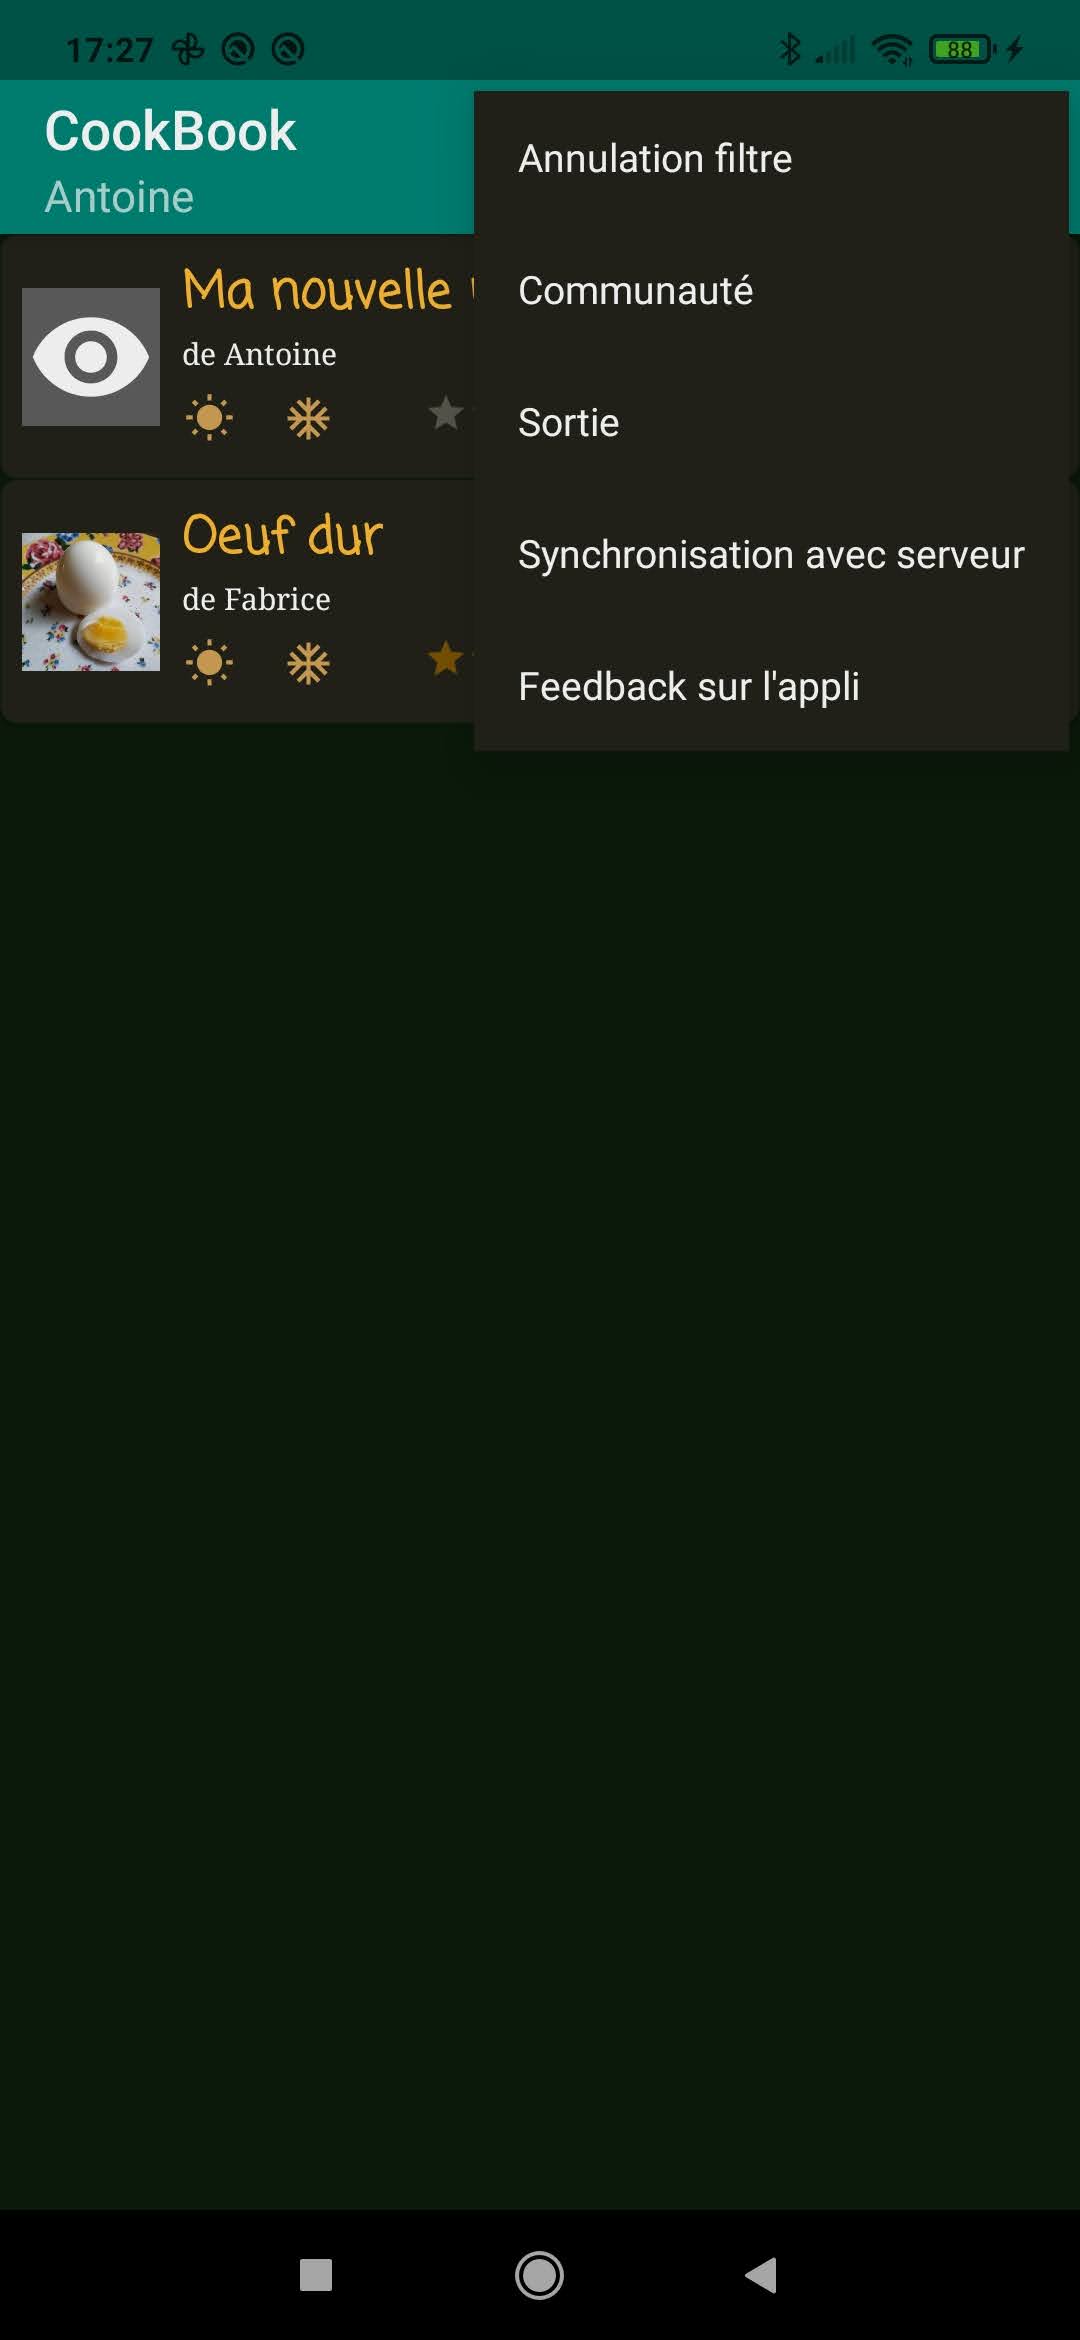 17:27
88
CookBook
Antoine
Annulation filtre
Communauté
Sortie
Synchronisation avec serveur
Feedback sur l'appli
Ma nouvelle
de Antoine
Oeuf dur
de Fabrice